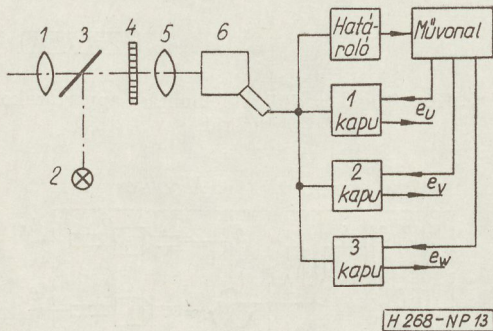 1
3
4
5
6
2
Határoló
Művonal
1
kapu
e_U
2
kapu
e_V
3
kapu
e_W
H 268-NP 13